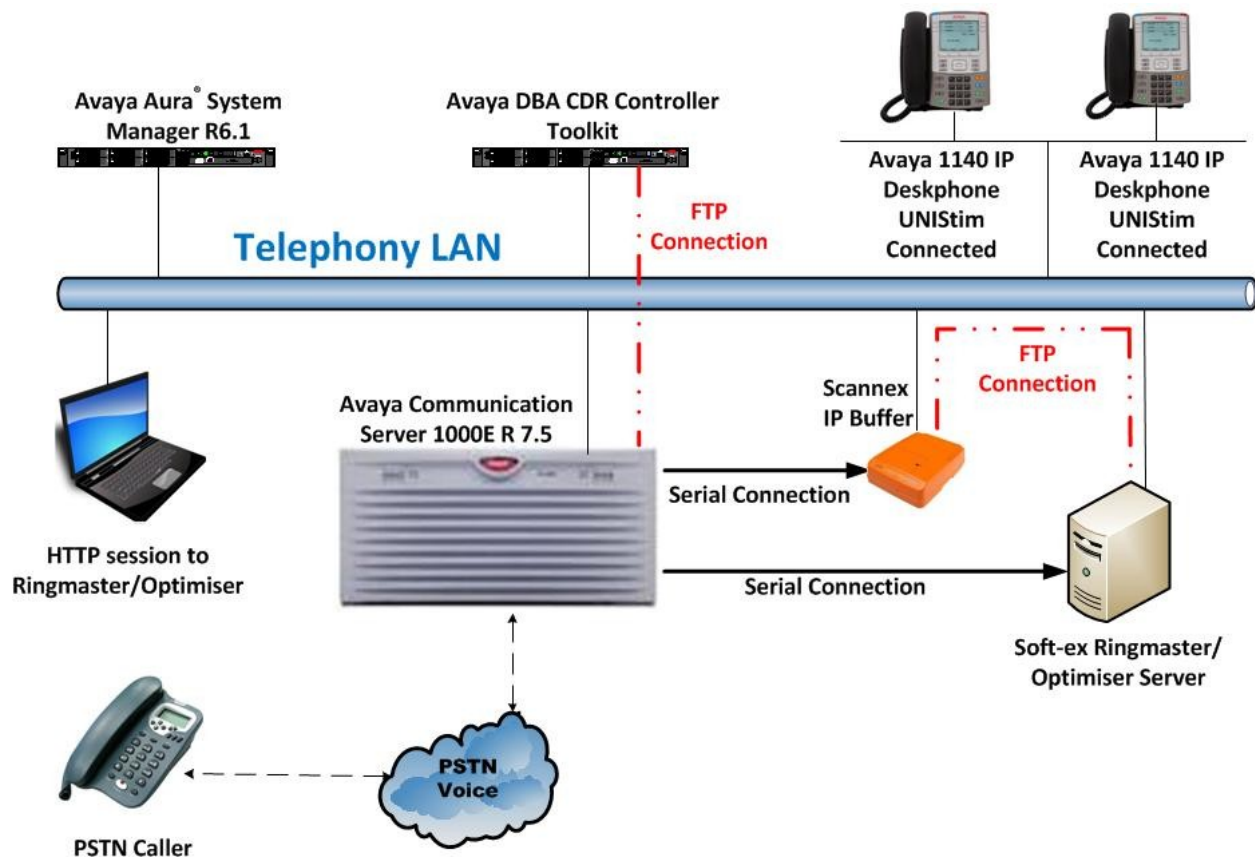 Avaya Aura® System
Manager R6.1
Avaya DBA CDR Controller
Toolkit
Avaya 1140 IP
Deskphone
UNIStim
Connected
Avaya 1140 IP
Deskphone
UNIStim
Connected
FTP
Connection
Telephony LAN
FTP
Connection
Scannex
IP Buffer
Avaya Communication
Server 1000E R 7.5
Serial Connection
HTTP session to
Ringmaster/Optimiser
Serial Connection
Soft-ex Ringmaster/
Optimiser Server
PSTN
Voice
PSTN Caller